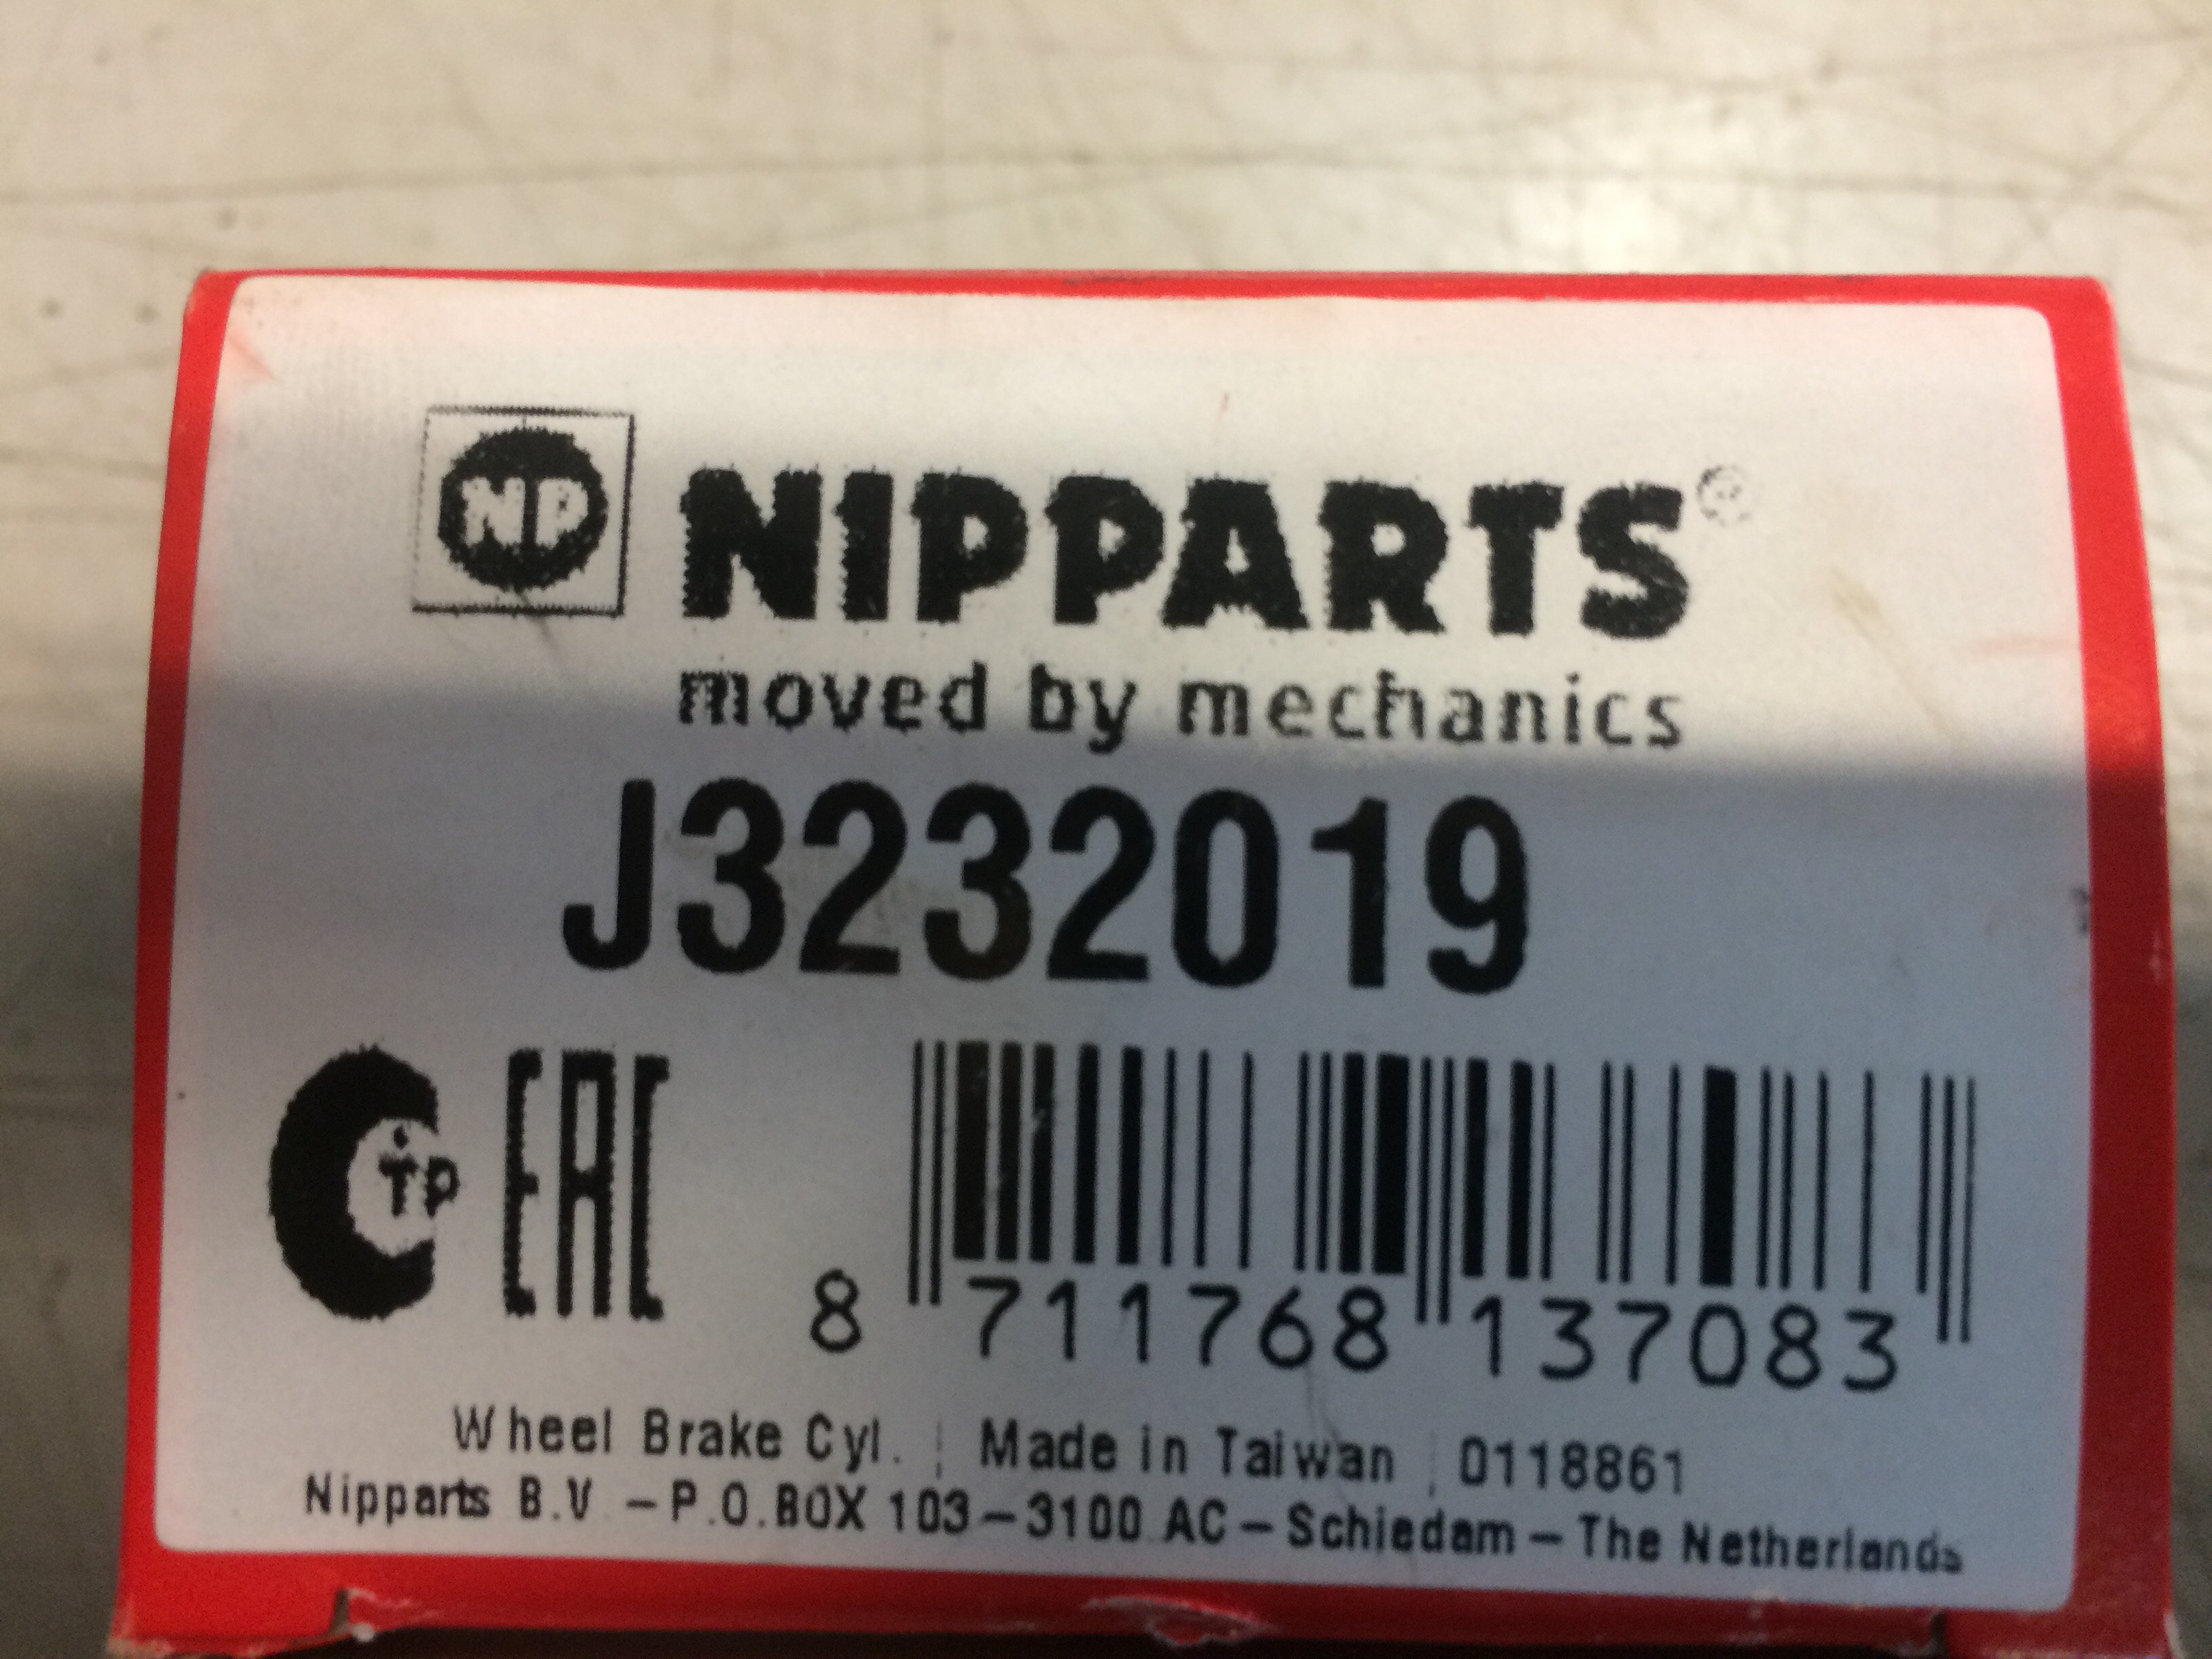 NP NIPPARTS®
moved by mechanics
J3232019
TP EAC
8 711768 137083
Wheel Brake Cyl. | Made in Taiwan | 0118861
Nipparts B.V - P.O.BOX 103-3100 AC - Schiedam - The Netherlands